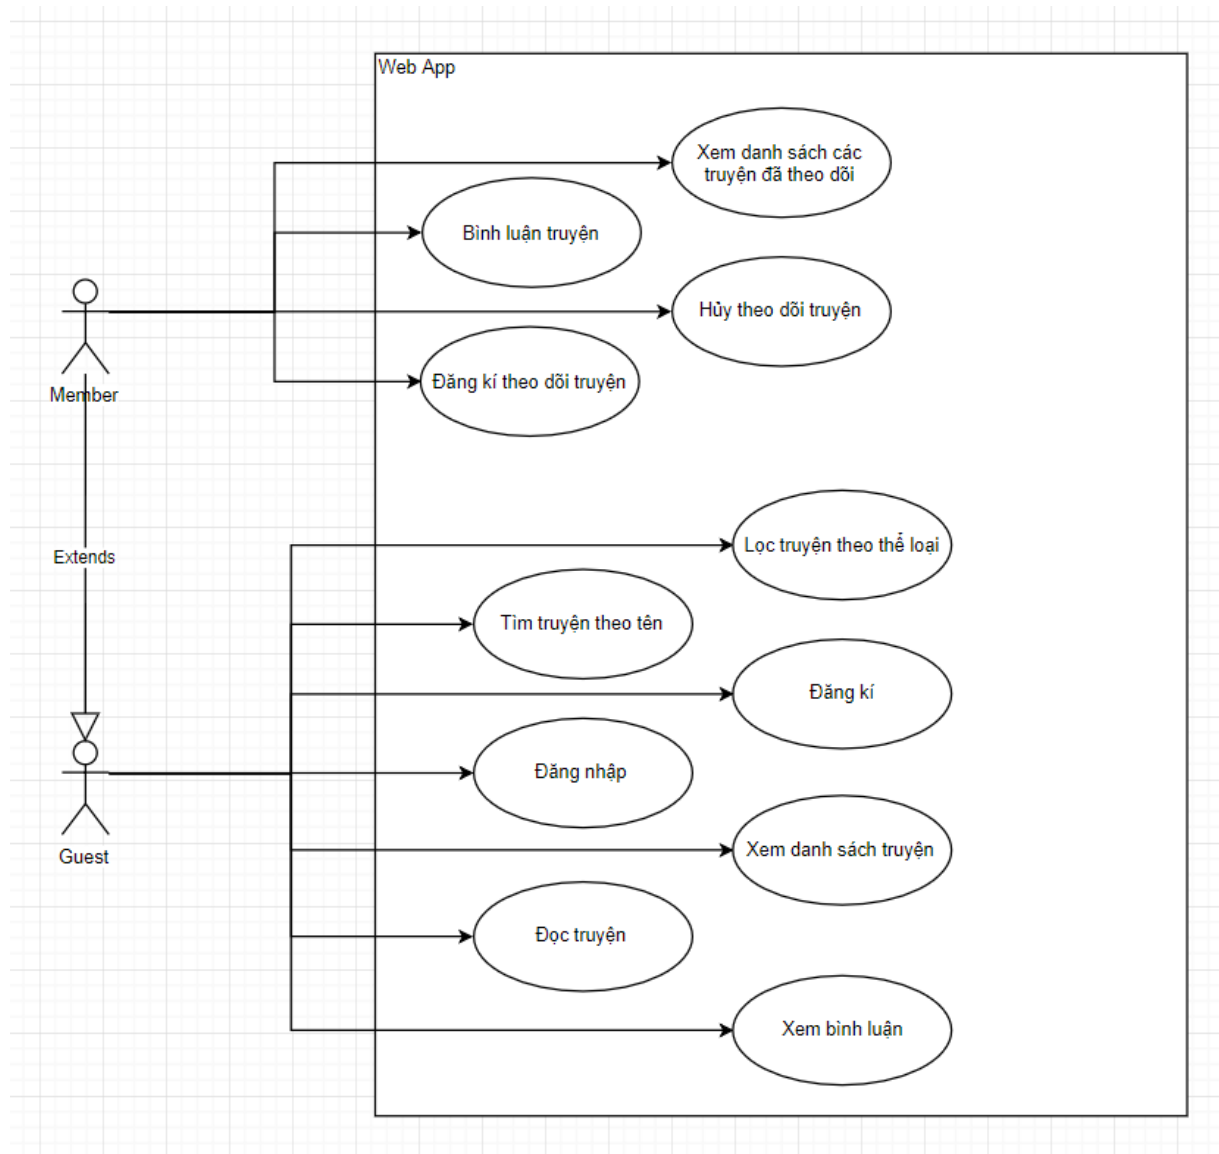 Web App
Xem danh sách các
truyện đã theo dõi
Bình luận truyện
Hủy theo dõi truyện
Đăng kí theo dõi truyện
Member
Extends
Lọc truyện theo thể loại
Tìm truyện theo tên
Đăng kí
Đăng nhập
Guest
Xem danh sách truyện
Đọc truyện
Xem bình luận